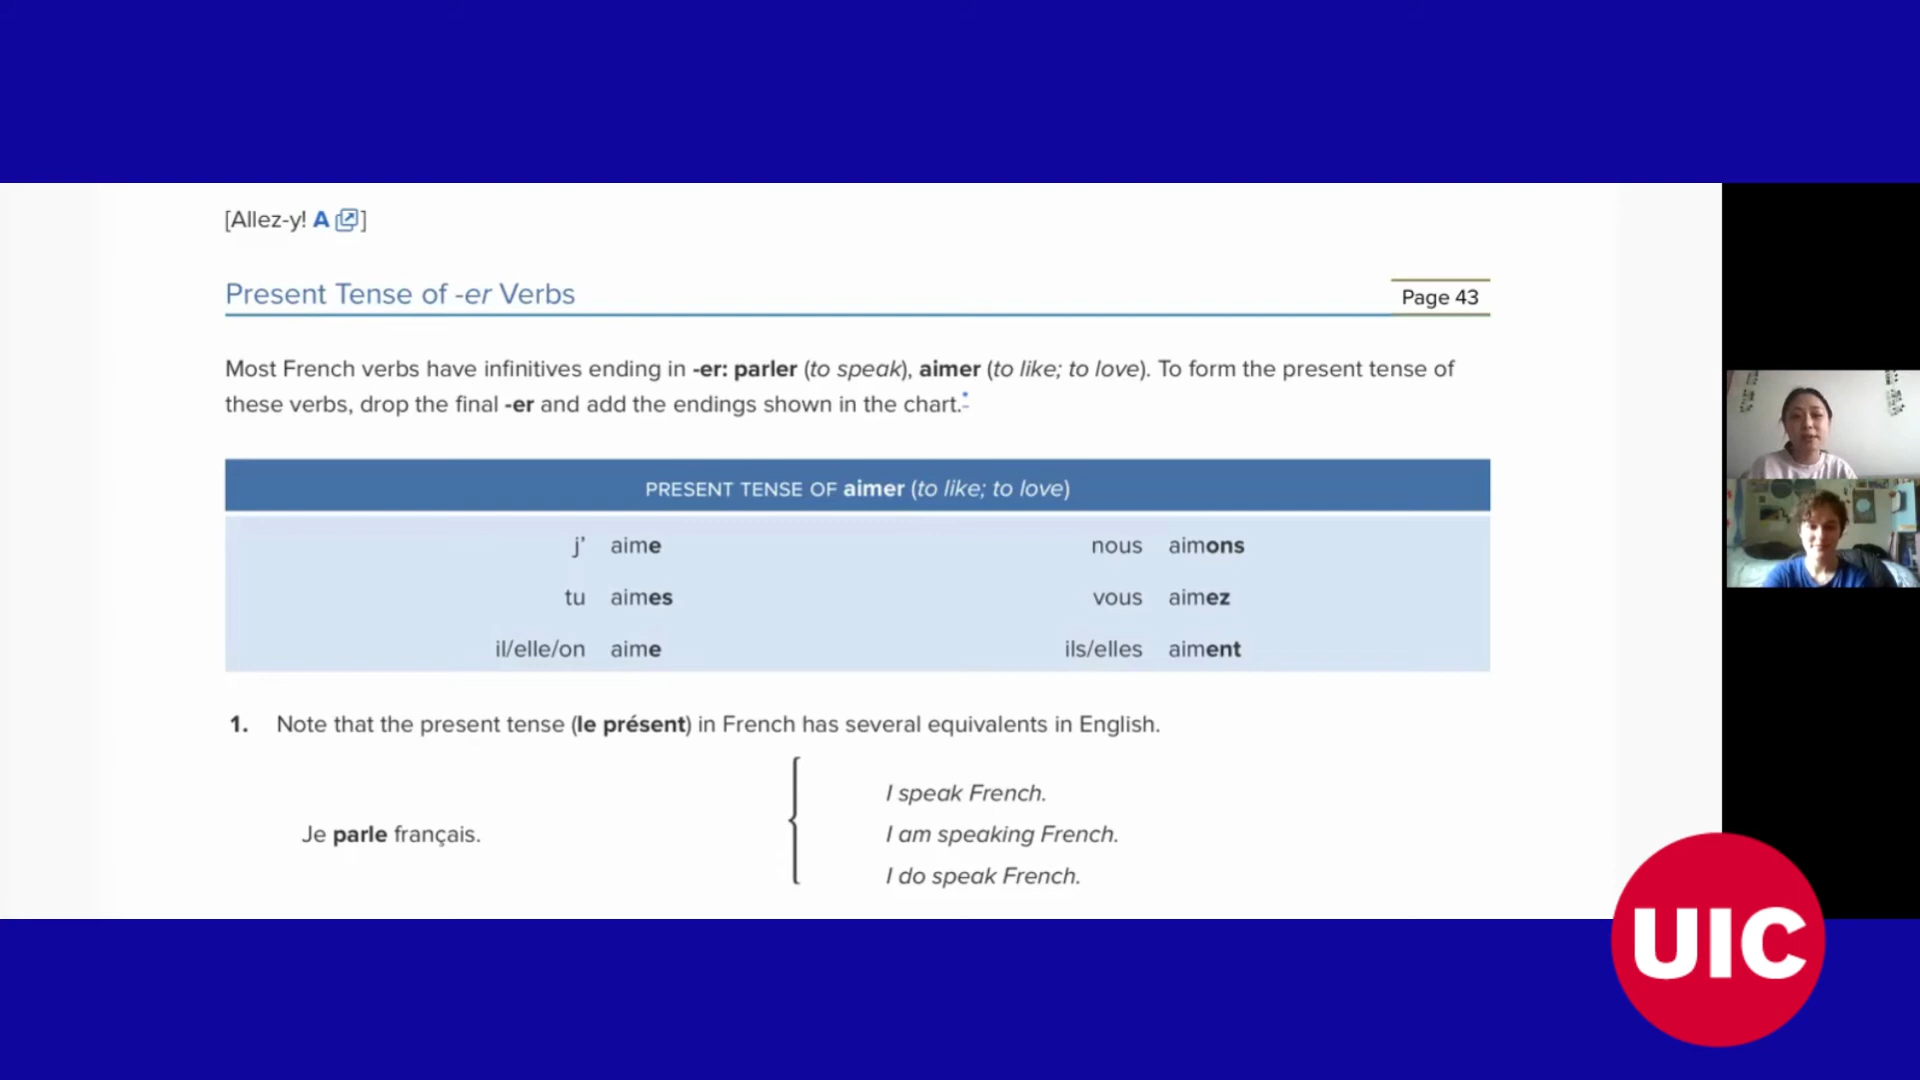 [Allez-y! A]
Present Tense of -er Verbs
Page 43
Most French verbs have infinitives ending in -er: parler (to speak), aimer (to like; to love). To form the present tense of
these verbs, drop the final -er and add the endings shown in the chart.*
PRESENT TENSE OF aimer (to like; to love)
j’ aime nous aimons
tu aimes vous aimez
il/elle/on aime ils/elles aiment
1. Note that the present tense (le présent) in French has several equivalents in English.
I speak French.
Je parle français.
I am speaking French.
I do speak French.
UIC